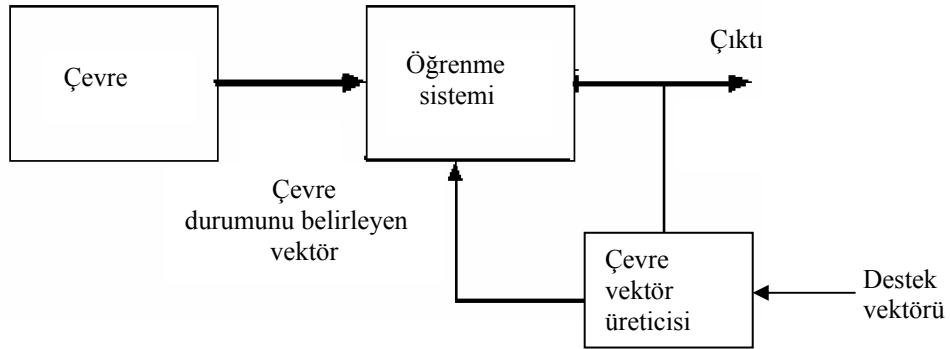 Çevre
Öğrenme
sistemi
Çıktı
Çevre
durumunu belirleyen
vektör
Çevre
vektör
üreticisi
Destek
vektörü